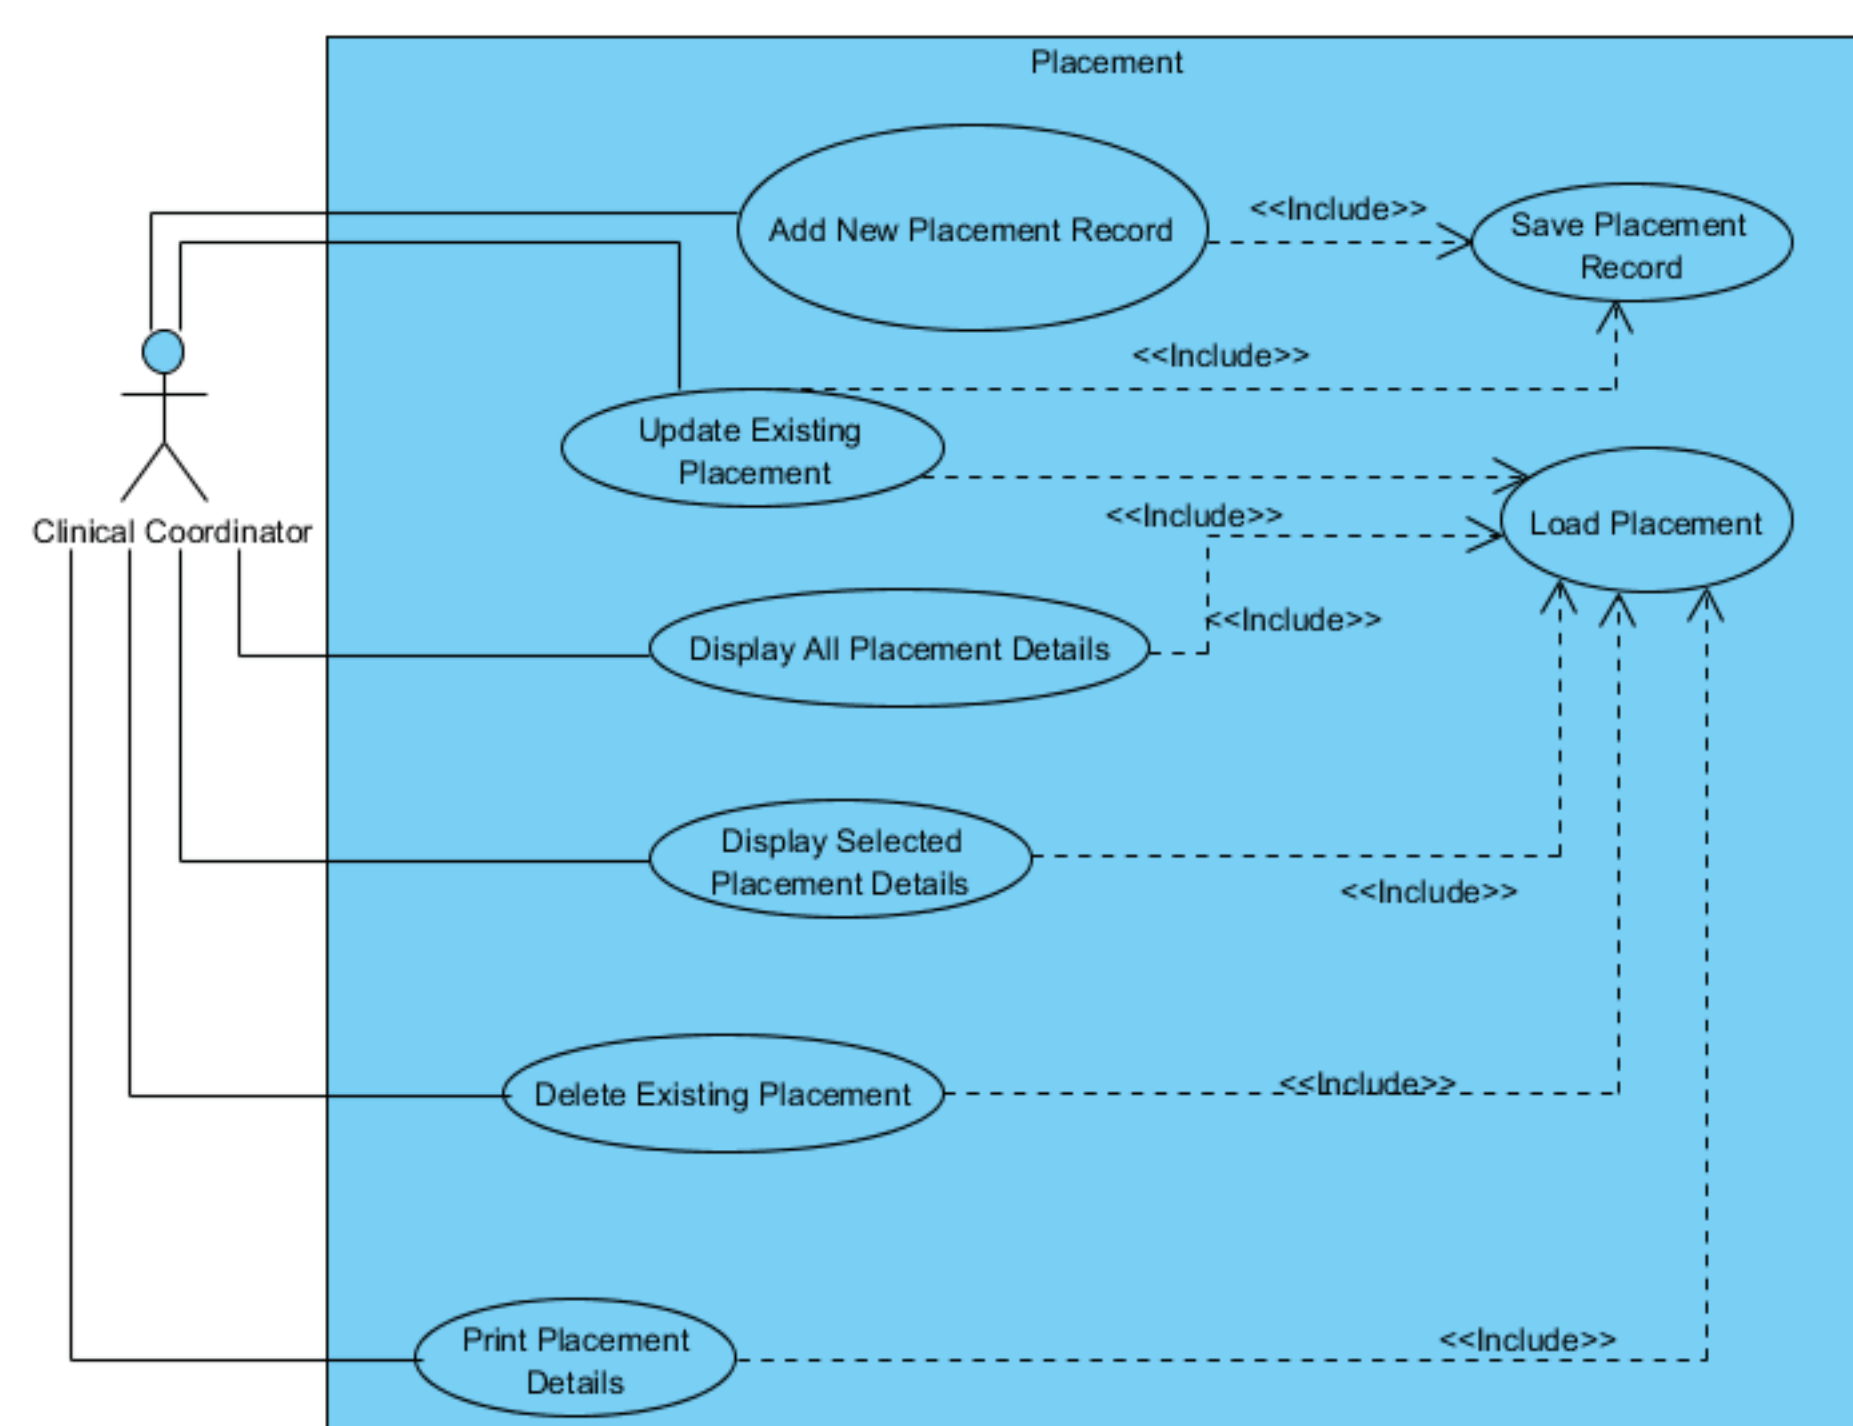 Placement
Add New Placement Record
<<Include>>
Save Placement
Record
<<Include>>
Update Existing
Placement
<<Include>>
Load Placement
Clinical Coordinator
<<Include>>
Display All Placement Details
Display Selected
Placement Details
<<Include>>
Delete Existing Placement
<<Include>>
Print Placement
Details
<<Include>>